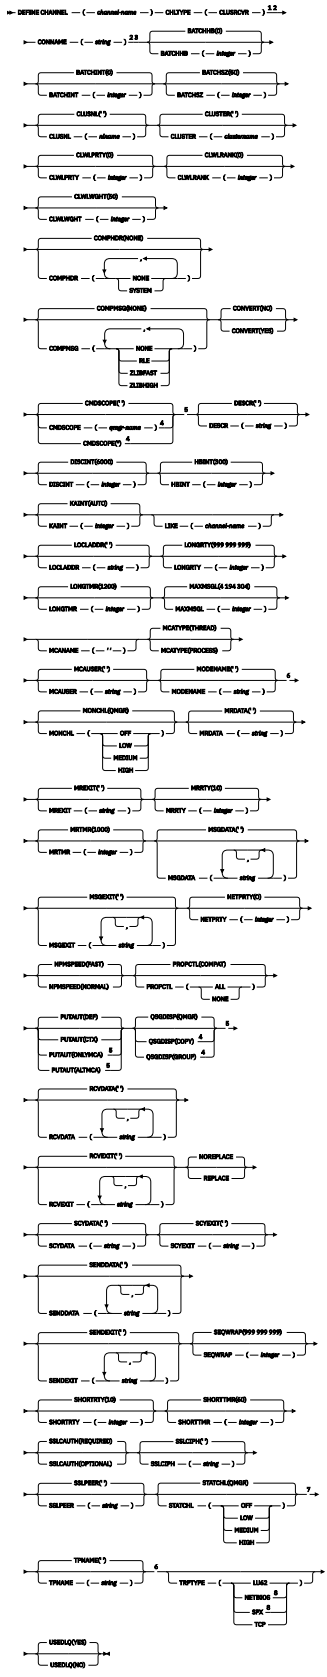 DEFINE CHANNEL ( channel-name ) CHLTYPE ( CLUSRCVR ) 1 2
BATCHHB(0)
CONNAME ( string ) 2 3 BATCHHB ( integer )
BATCHINT(0) BATCHSZ(50)
BATCHINT ( integer ) BATCHSZ ( integer )
CLUSNL(' ') CLUSTER(' ')
CLUSNL ( nlname ) CLUSTER ( clustername )
CLWLPRTY(0) CLWLRANK(0)
CLWLPRTY ( integer ) CLWLRANK ( integer )
CLWLWGHT(50)
CLWLWGHT ( integer )
COMPHDR(NONE)
,
COMPHDR ( NONE )
SYSTEM
COMPMSG(NONE) CONVERT(NO)
, CONVERT(YES)
COMPMSG ( NONE )
RLE
ZLIBFAST
ZLIBHIGH
CMDSCOPE(' ') 5 DESCR(' ')
CMDSCOPE ( qmgr-name ) 4 DESCR ( string )
CMDSCOPE(*) 4
DISCINT(6000) HBINT(300)
DISCINT ( integer ) HBINT ( integer )
KAINT(AUTO)
KAINT ( integer ) LIKE ( channel-name )
LOCLADDR(' ') LONGRTY(999 999 999)
LOCLADDR ( string ) LONGRTY ( integer )
LONGTMR(1200) MAXMSGL(4 194 304)
LONGTMR ( integer ) MAXMSGL ( integer )
MCATYPE(THREAD)
MCANAME ( ' ' ) MCATYPE(PROCESS)
MCAUSER(' ') MODENAME(' ') 6
MCAUSER ( string ) MODENAME ( string )
MONCHL(QMGR) MRDATA(' ')
MONCHL ( OFF ) MRDATA ( string )
LOW
MEDIUM
HIGH
MREXIT(' ') MRRTY(10)
MREXIT ( string ) MRRTY ( integer )
MRTMR(1000) MSGDATA(' ')
MRTMR ( integer ) ,
MSGDATA ( string )
MSGEXIT(' ') NETPRTY(0)
, NETPRTY ( integer )
MSGEXIT ( string )
NPMSPEED(FAST) PROPCTL(COMPAT)
NPMSPEED(NORMAL) PROPCTL ( ALL )
NONE
PUTAUT(DEF) QSGDISP(QMGR) 5
PUTAUT(CTX) QSGDISP(COPY) 4
PUTAUT(ONLYMCA) 5 QSGDISP(GROUP) 4
PUTAUT(ALTMCA) 5
RCVDATA(' ')
,
RCVDATA ( string )
RCVEXIT(' ') NOREPLACE
, REPLACE
RCVEXIT ( string )
SCYDATA(' ') SCYEXIT(' ')
SCYDATA ( string ) SCYEXIT ( string )
SENDDATA(' ')
,
SENDDATA ( string )
SENDEXIT(' ') SEQWRAP(999 999 999)
, SEQWRAP ( integer )
SENDEXIT ( string )
SHORTRTY(10) SHORTTMR(60)
SHORTRTY ( integer ) SHORTTMR ( integer )
SSLCAUTH(REQUIRED) SSLCIPH(' ')
SSLCAUTH(OPTIONAL) SSLCIPH ( string )
SSLPEER(' ') STATCHL(QMGR) 7
SSLPEER ( string ) STATCHL ( OFF )
LOW
MEDIUM
HIGH
TPNAME(' ') 6
TPNAME ( string ) TRPTYPE ( LU62 )
NETBIOS 8
SPX 8
TCP
USEDLQ(YES)
USEDLQ(NO)